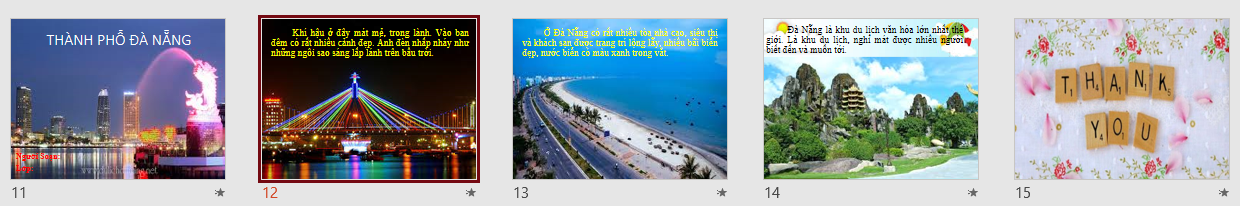 THÀNH PHỐ ĐÀ NẴNG
Người Soạn:
Lớp:
11
Khí hậu ở đây mát mẻ, trong lành. Vào ban
đêm có rất nhiều cảnh đẹp. Ánh đèn nhấp nháy như
những ngôi sao sáng lấp lánh trên bầu trời.
12
Ở Đà Nẵng có rất nhiều tòa nhà cao, siêu thị
và khách sạn được trang trí lộng lẫy, nhiều bãi biển
đẹp, nước biển có màu xanh trong vắt.
13
Đà Nẵng là khu du lịch văn hóa lớn nhất thế
giới. Là khu du lịch, nghỉ mát được nhiều người
biết đến và muốn tới.
14
THANK
YOU
15